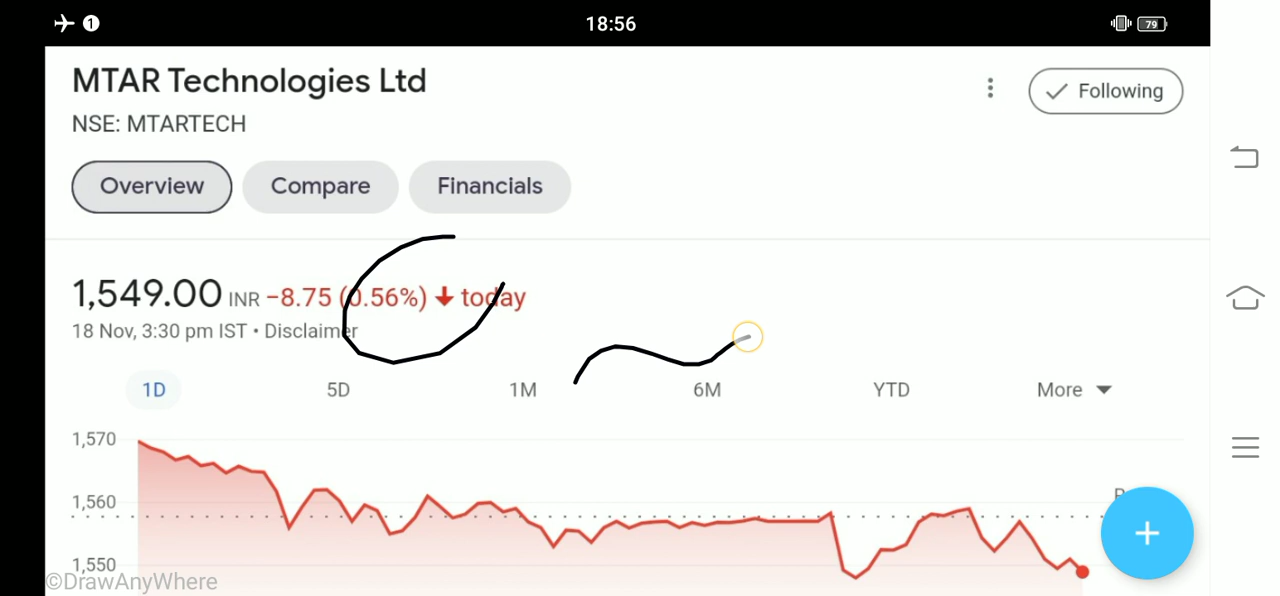 1
18:56
79
MTAR Technologies Ltd
Following
NSE: MTARTECH
Overview
Compare
Financials
1,549.00 INR −8.75 (0.56%) ↓ today
18 Nov, 3:30 pm IST • Disclaimer
1D
5D
1M
6M
YTD
More
1,570
1,560
1,550
+
©DrawAnyWhere